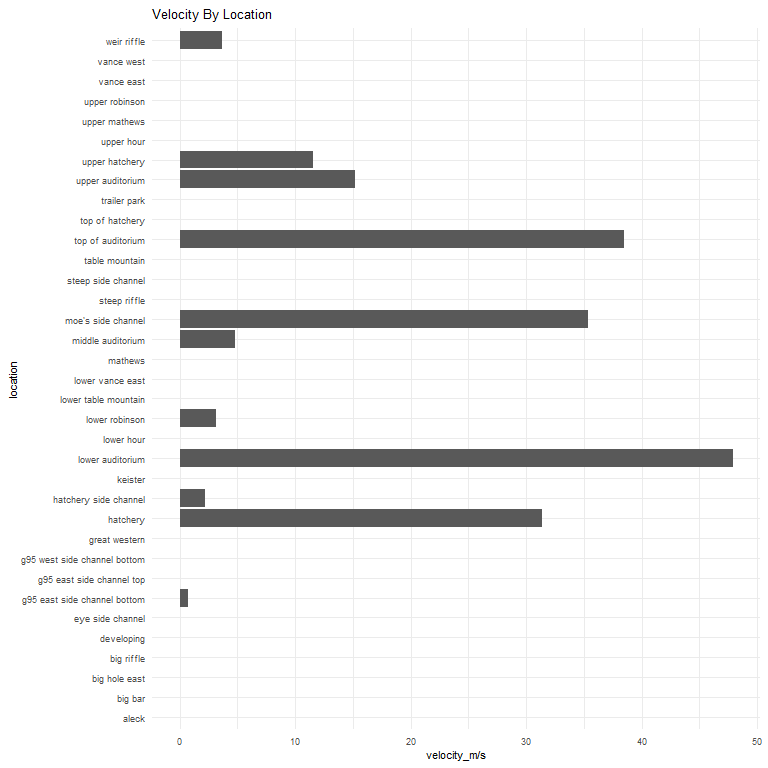 Velocity By Location
weir riffle
vance west
vance east
upper robinson
upper mathews
upper hour
upper hatchery
upper auditorium
trailer park
top of hatchery
top of auditorium
table mountain
steep side channel
steep riffle
moe's side channel
middle auditorium
mathews
lower vance east
lower table mountain
lower robinson
lower hour
lower auditorium
keister
hatchery side channel
hatchery
great western
g95 west side channel bottom
g95 east side channel top
g95 east side channel bottom
eye side channel
developing
big riffle
big hole east
big bar
aleck
location
0 10 20 30 40 50
velocity_m/s